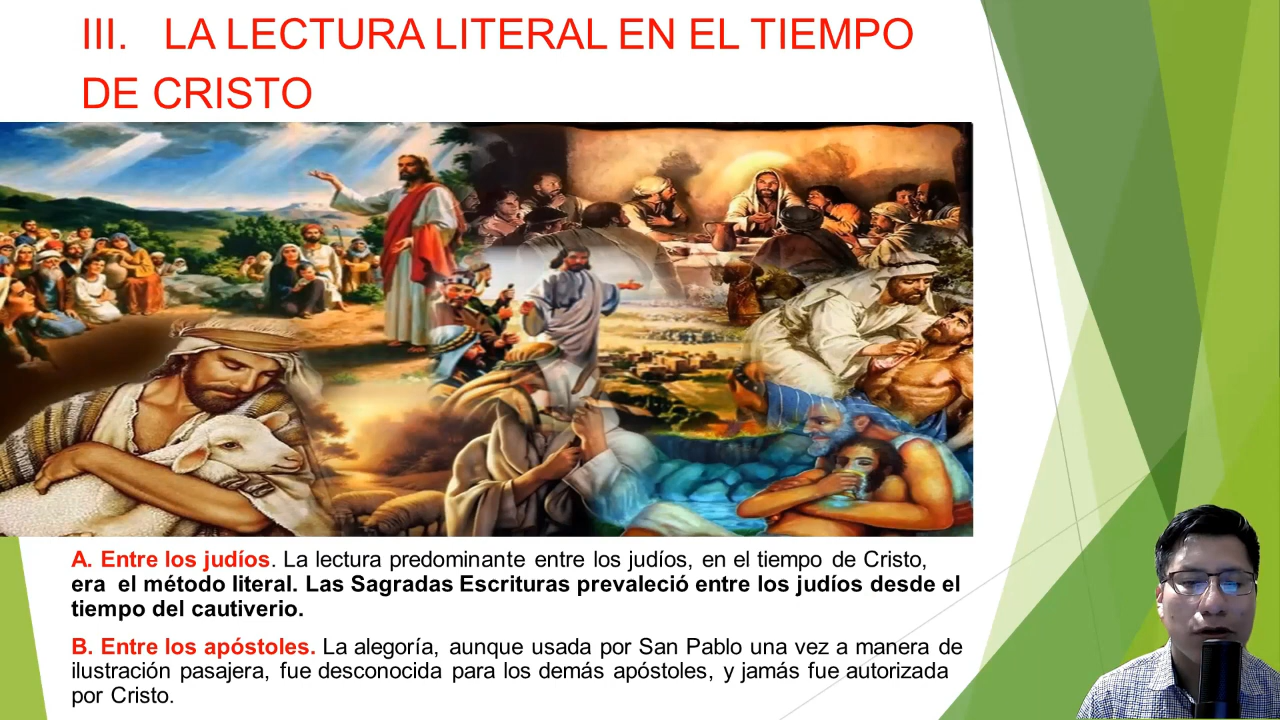 III. LA LECTURA LITERAL EN EL TIEMPO
DE CRISTO
A. Entre los judíos. La lectura predominante entre los judíos, en el tiempo de Cristo,
era el método literal. Las Sagradas Escrituras prevaleció entre los judíos desde el
tiempo del cautiverio.
B. Entre los apóstoles. La alegoría, aunque usada por San Pablo una vez a manera de
ilustración pasajera, fue desconocida para los demás apóstoles, y jamás fue autorizada
por Cristo.